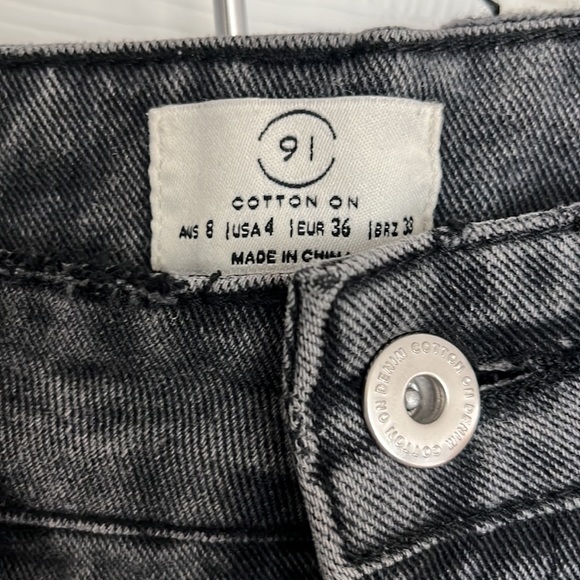 91
COTTON ON
AUS 8 | USA 4 | EUR 36 | BRZ 38
MADE IN CHINA
COTTON ON DENIM COTTON ON DENIM